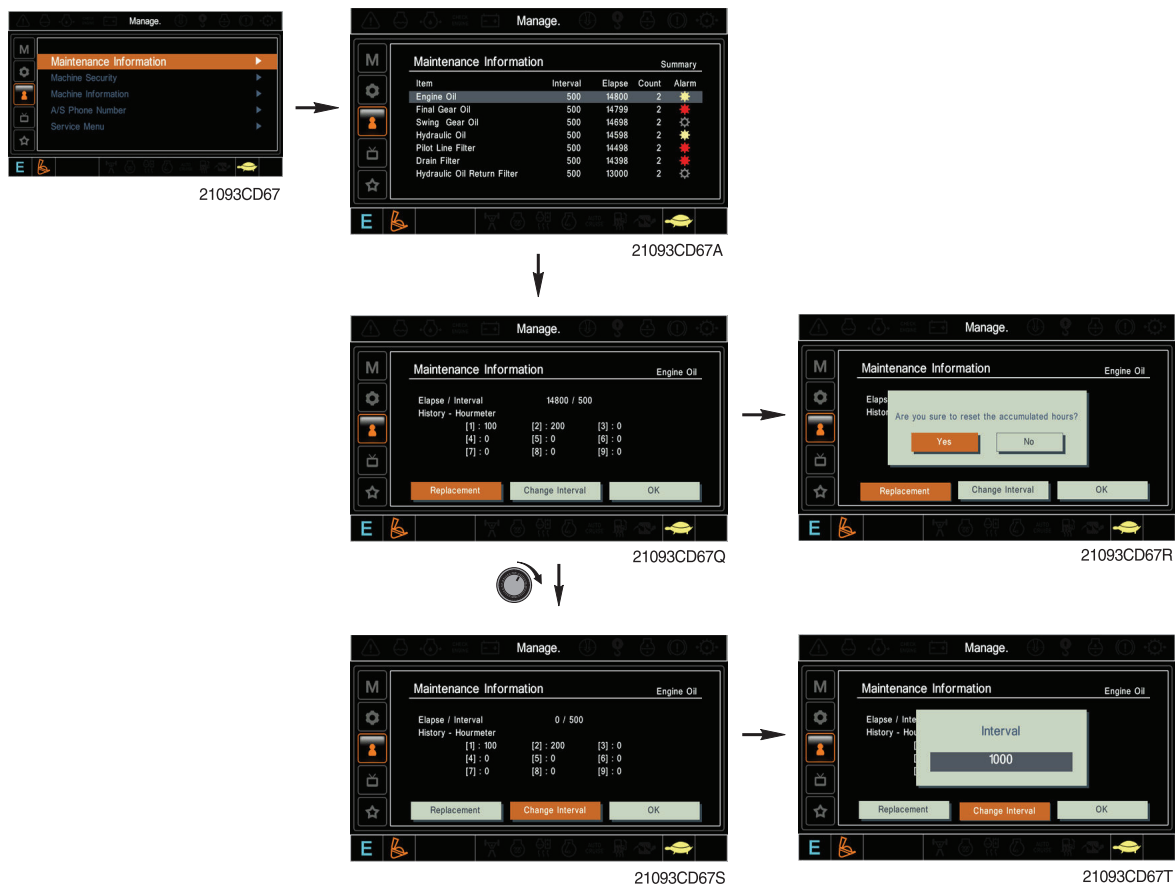 Manage.
M
Maintenance Information
Machine Security
Machine Information
A/S Phone Number
Service Menu
E
21093CD67
Manage.
M
Maintenance Information Summary
Item Interval Elapse Count Alarm
Engine Oil 500 14800 2
Final Gear Oil 500 14799 2
Swing Gear Oil 500 14698 2
Hydraulic Oil 500 14598 2
Pilot Line Filter 500 14498 2
Drain Filter 500 14398 2
Hydraulic Oil Return Filter 500 13000 2
E
21093CD67A
Manage.
M
Maintenance Information Engine Oil
Elapse / Interval 14800 / 500
History - Hourmeter
[1] : 100 [2] : 200 [3] : 0
[4] : 0 [5] : 0 [6] : 0
[7] : 0 [8] : 0 [9] : 0
Replacement Change Interval OK
E
21093CD67Q
Manage.
M
Maintenance Information Engine Oil
Elaps
Histor
Are you sure to reset the accumulated hours?
Yes No
Replacement Change Interval OK
E
21093CD67R
Manage.
M
Maintenance Information Engine Oil
Elapse / Interval 0 / 500
History - Hourmeter
[1] : 100 [2] : 200 [3] : 0
[4] : 0 [5] : 0 [6] : 0
[7] : 0 [8] : 0 [9] : 0
Replacement Change Interval OK
E
21093CD67S
Manage.
M
Maintenance Information Engine Oil
Elapse / Inte
History - Hou
Interval
1000
Replacement Change Interval OK
E
21093CD67T